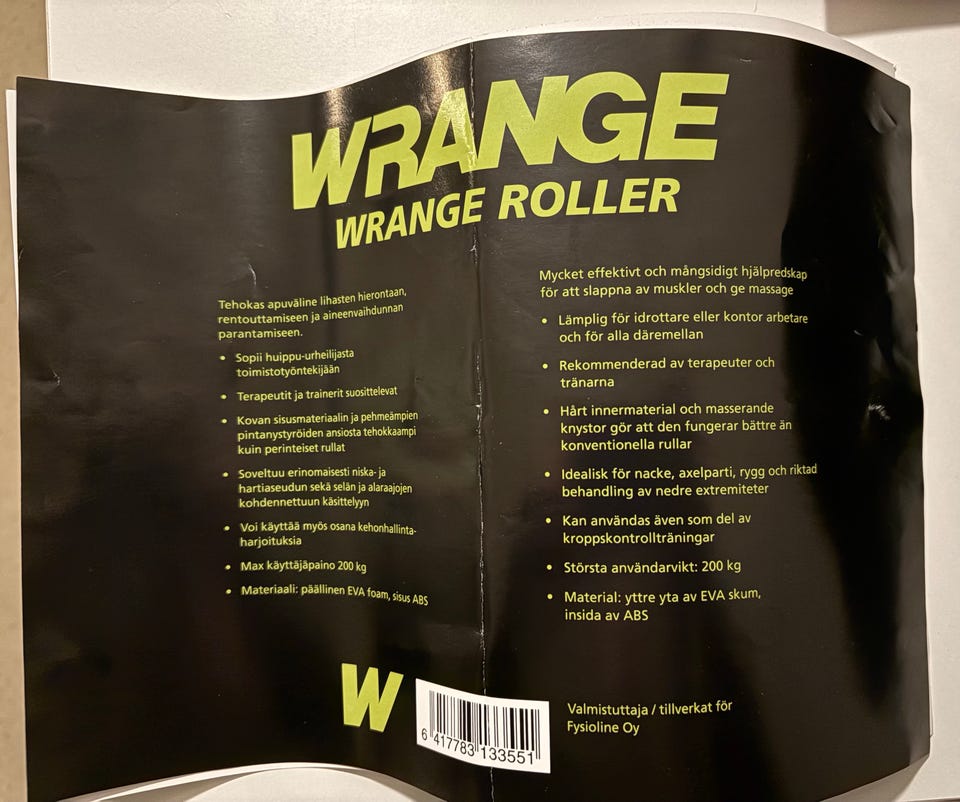 WRANGE
WRANGE ROLLER
Tehokas apuväline lihasten hierontaan,
rentouttamiseen ja aineenvaihdunnan
parantamiseen.
• Sopii huippu-urheilijasta
toimistotyöntekijään
• Terapeutit ja trainerit suosittelevat
• Kovan sisusmateriaalin ja pehmeämpien
pintanystyröiden ansiosta tehokkaampi
kuin perinteiset rullat
• Soveltuu erinomaisesti niska- ja
hartiaseudun sekä selän ja alaraajojen
kohdennettuun käsittelyyn
• Voi käyttää myös osana kehonhallinta-
harjoituksia
• Max käyttäjäpaino 200 kg
• Materiaali: päällinen EVA foam, sisus ABS
Mycket effektivt och mångsidigt hjälpredskap
för att slappna av muskler och ge massage
• Lämplig för idrottare eller kontor arbetare
och för alla däremellan
• Rekommenderad av terapeuter och
tränarna
• Hårt innermaterial och masserande
knystor gör att den fungerar bättre än
konventionella rullar
• Idealisk för nacke, axelparti, rygg och riktad
behandling av nedre extremiteter
• Kan användas även som del av
kroppskontrollträningar
• Största användarvikt: 200 kg
• Material: yttre yta av EVA skum,
insida av ABS
W
6 417783 133551
Valmistuttaja / tillverkat för
Fysioline Oy